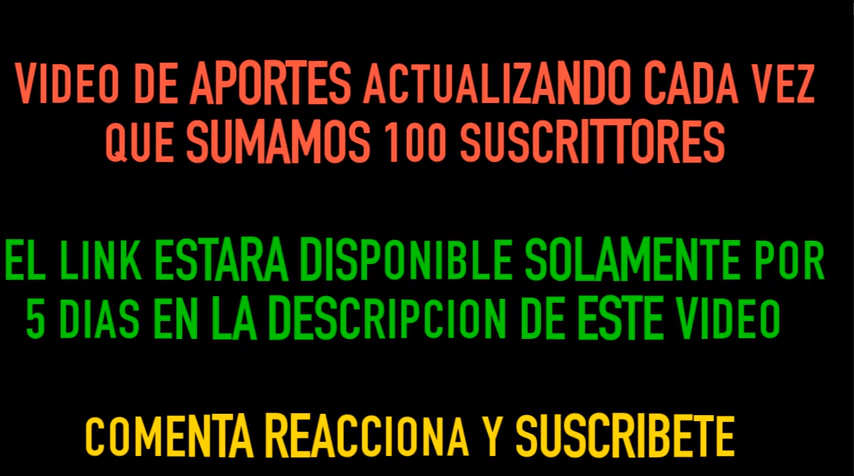 VIDEO DE APORTES ACTUALIZANDO CADA VEZ
QUE SUMAMOS 100 SUSCRITTORES
EL LINK ESTARA DISPONIBLE SOLAMENTE POR
5 DIAS EN LA DESCRIPCION DE ESTE VIDEO
COMENTA REACCIONA Y SUSCRIBETE